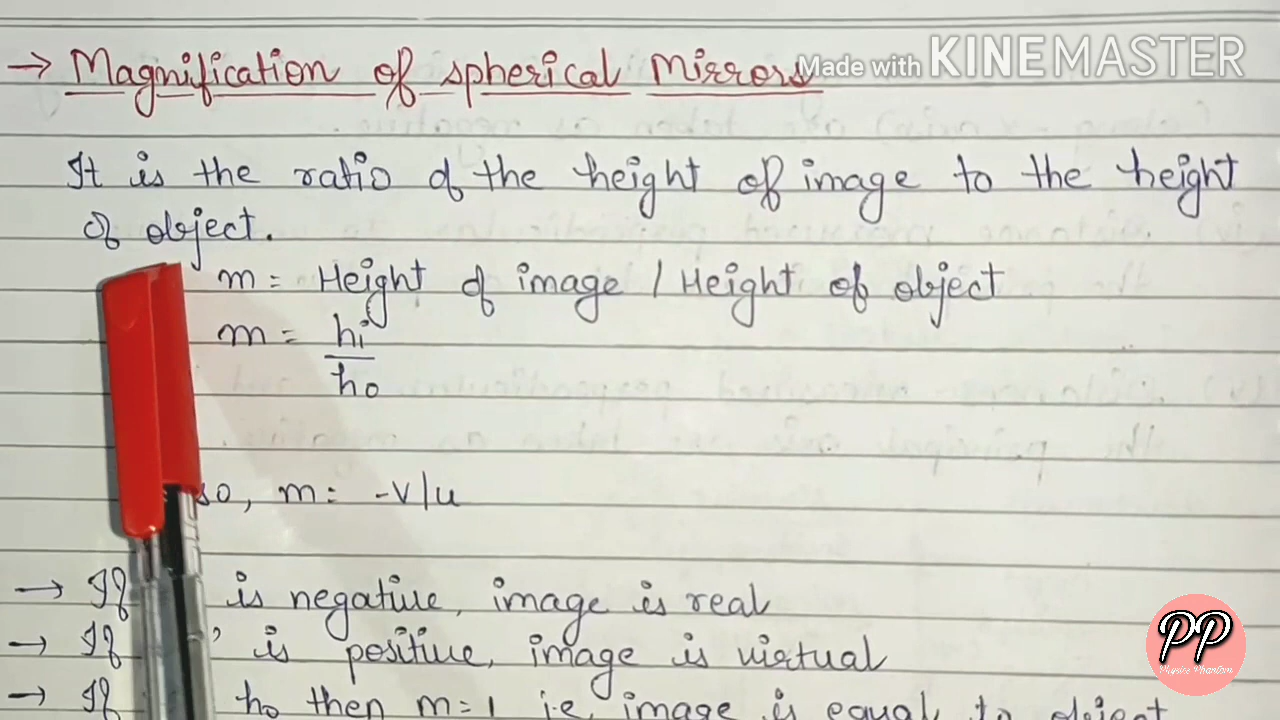 → Magnification of spherical Mirrors
Made with KINEMASTER
It is the ratio of the height of image to the height
of object.
m = Height of image / Height of object
m = hi
ho
so, m = -v/u
→ If is negative, image is real
→ If ' is positive, image is virtual
→ If ho then m=1 i.e, image is equal to object
PP
Physics Phantom